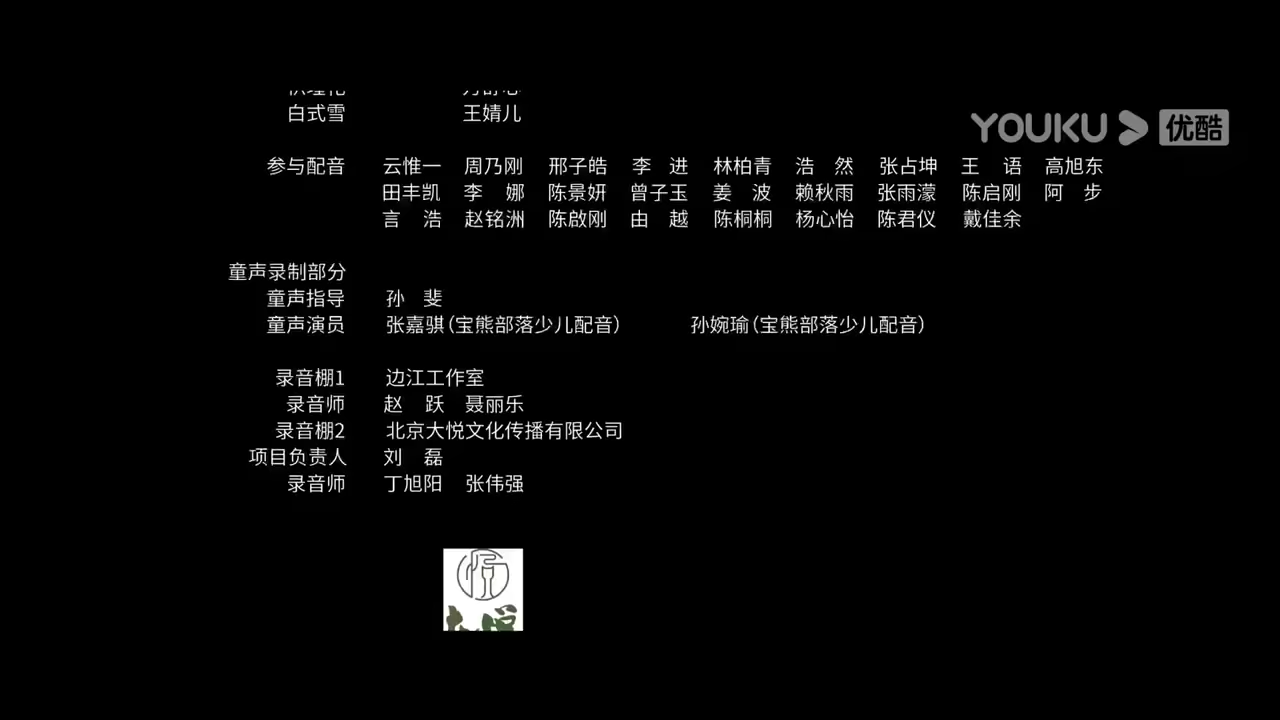 白式雪 王婧儿
YOUKU 优酷
参与配音 云惟一 周乃刚 邢子皓 李 进 林柏青 浩 然 张占坤 王 语 高旭东
田丰凯 李 娜 陈景妍 曾子玉 姜 波 赖秋雨 张雨濛 陈启刚 阿 步
言 浩 赵铭洲 陈啟刚 由 越 陈桐桐 杨心怡 陈君仪 戴佳余
童声录制部分
童声指导 孙 斐
童声演员 张嘉骐(宝熊部落少儿配音) 孙婉瑜(宝熊部落少儿配音)
录音棚1 边江工作室
录音师 赵 跃 聂丽乐
录音棚2 北京大悦文化传播有限公司
项目负责人 刘 磊
录音师 丁旭阳 张伟强